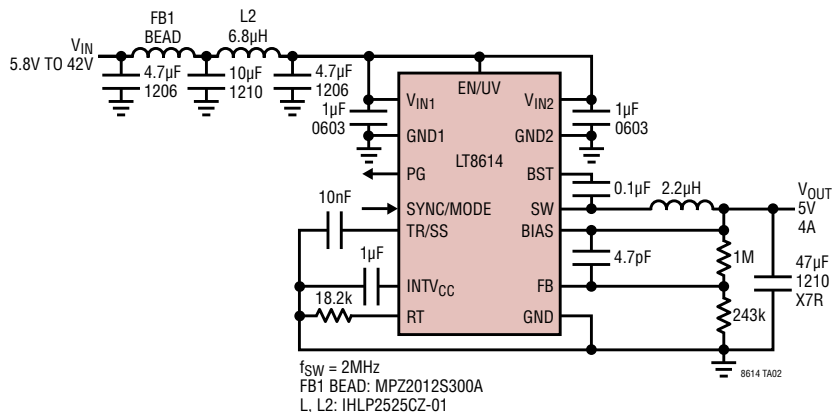 FB1
BEAD
L2
6.8µH
VIN
5.8V TO 42V
4.7µF
1206
10µF
1210
4.7µF
1206
1µF
0603
VIN1
EN/UV
VIN2
1µF
0603
GND1
GND2
LT8614
PG
BST
0.1µF
2.2µH
10nF
SYNC/MODE
SW
VOUT
5V
4A
TR/SS
BIAS
1µF
4.7pF
1M
47µF
1210
X7R
INTVCC
FB
18.2k
RT
GND
243k
fSW = 2MHz
FB1 BEAD: MPZ2012S300A
L, L2: IHLP2525CZ-01
8614 TA02